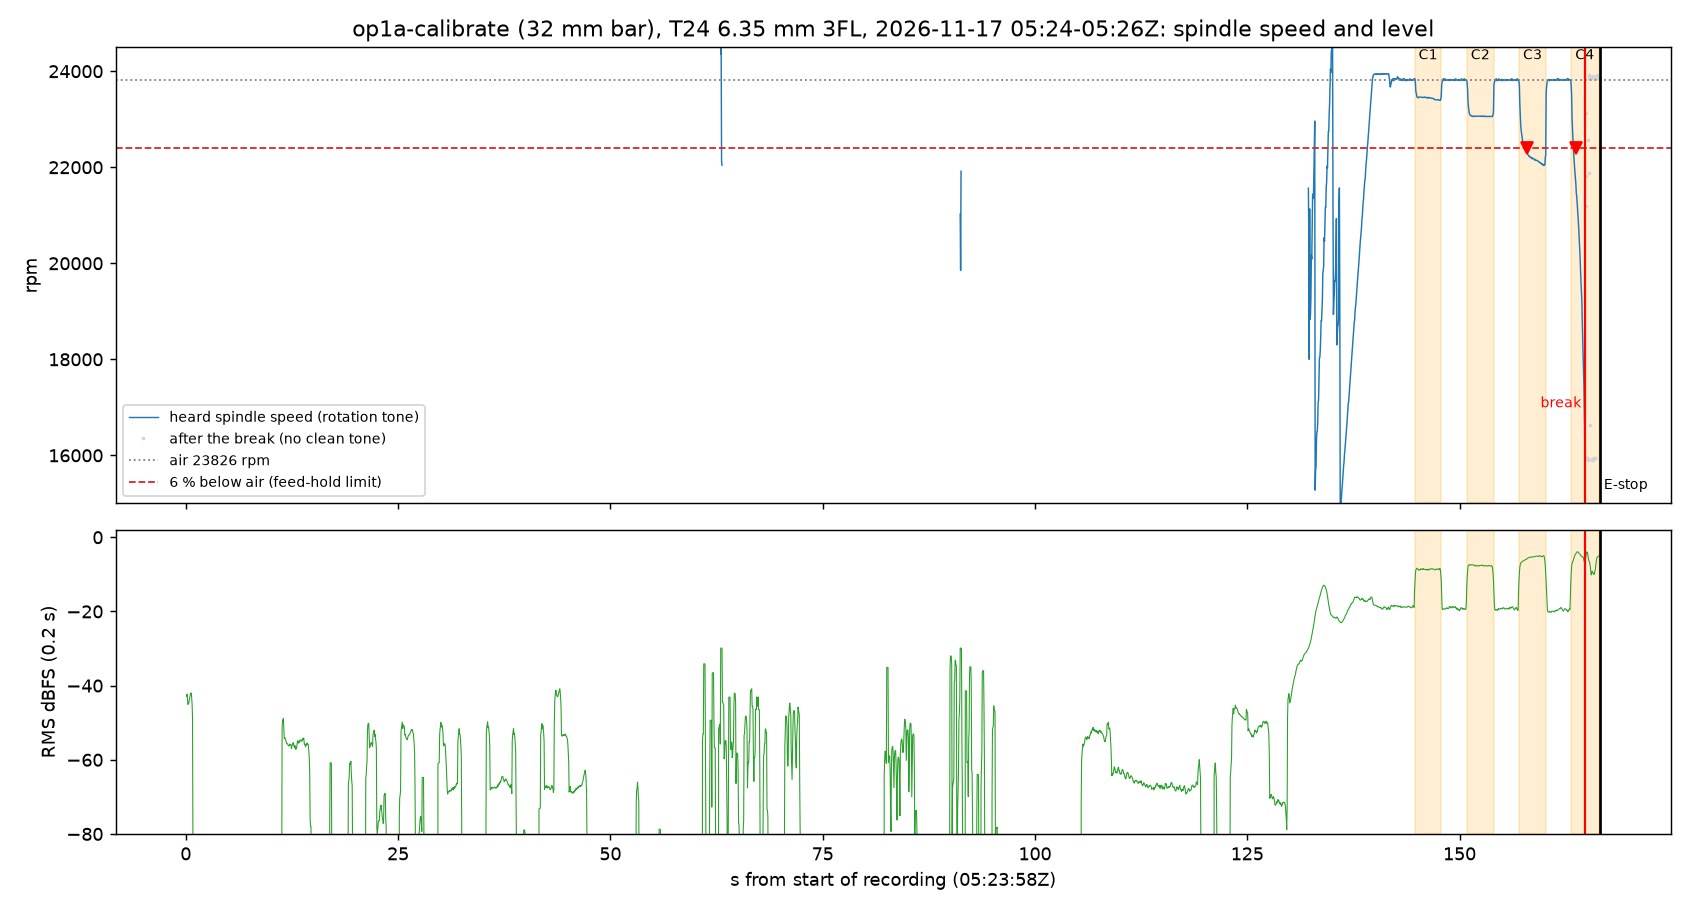 op1a-calibrate (32 mm bar), T24 6.35 mm 3FL, 2026-11-17 05:24-05:26Z: spindle speed and level
C1 C2 C3 C4
24000
22000
20000
18000
16000
rpm
break
E-stop
heard spindle speed (rotation tone)
after the break (no clean tone)
air 23826 rpm
6 % below air (feed-hold limit)
0
−20
−40
−60
−80
RMS dBFS (0.2 s)
0 25 50 75 100 125 150
s from start of recording (05:23:58Z)